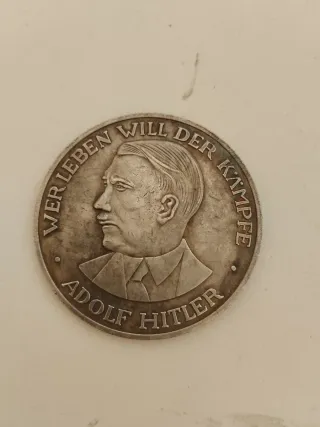 WER LEBEN WILL DER KÄMPFE
ADOLF HITLER